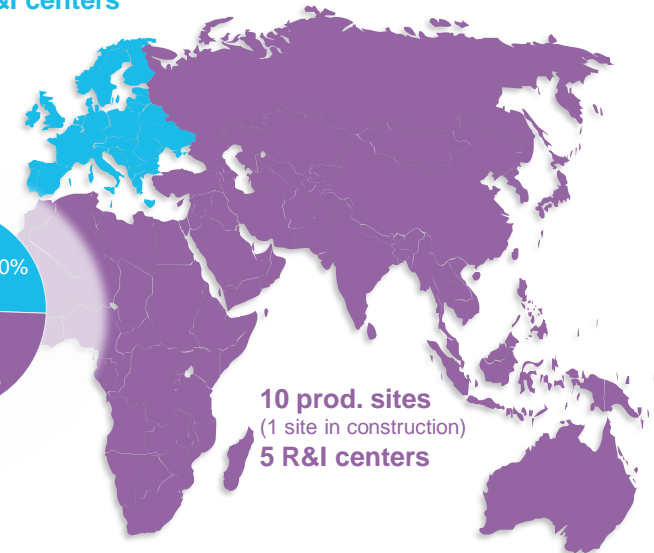 &I centers
0%
10 prod. sites
(1 site in construction)
5 R&I centers